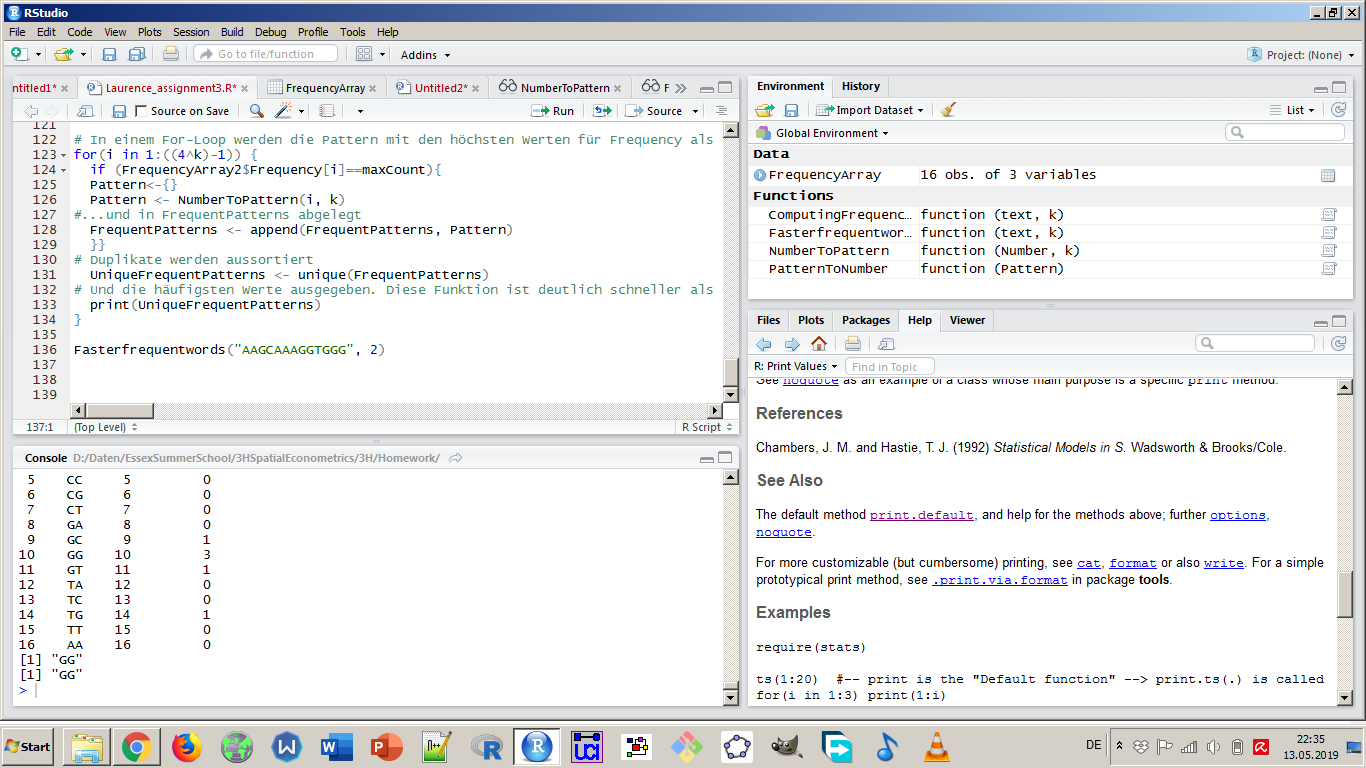 RStudio
File Edit Code View Plots Session Build Debug Profile Tools Help
Go to file/function Addins Project: (None)
ntitled1* Laurence_assignment3.R* FrequencyArray Untitled2* NumberToPattern F
Source on Save Run Source
121
122 # In einem For-Loop werden die Pattern mit den höchsten Werten für Frequency als
123 for(i in 1:((4^k)-1)) {
124 if (FrequencyArray2$Frequency[i]==maxCount){
125 Pattern<-{}
126 Pattern <- NumberToPattern(i, k)
127 #...und in FrequentPatterns abgelegt
128 FrequentPatterns <- append(FrequentPatterns, Pattern)
129 }}
130 # Duplikate werden aussortiert
131 UniqueFrequentPatterns <- unique(FrequentPatterns)
132 # Und die häufigsten Werte ausgegeben. Diese Funktion ist deutlich schneller als
133 print(UniqueFrequentPatterns)
134 }
135
136 Fasterfrequentwords("AAGCAAAGGTGGG", 2)
137
138
139
137:1 (Top Level) R Script
Console D:/Daten/EssexSummerSchool/3HSpatialEconometrics/3H/Homework/
5 CC 5 0
6 CG 6 0
7 CT 7 0
8 GA 8 0
9 GC 9 1
10 GG 10 3
11 GT 11 1
12 TA 12 0
13 TC 13 0
14 TG 14 1
15 TT 15 0
16 AA 16 0
[1] "GG"
[1] "GG"
>
Environment History
Import Dataset List
Global Environment
Data
FrequencyArray 16 obs. of 3 variables
Functions
ComputingFrequenc… function (text, k)
Fasterfrequentwor… function (text, k)
NumberToPattern function (Number, k)
PatternToNumber function (Pattern)
Files Plots Packages Help Viewer
R: Print Values Find in Topic
See noquote as an example of a class whose main purpose is a specific print method.
References
Chambers, J. M. and Hastie, T. J. (1992) Statistical Models in S. Wadsworth & Brooks/Cole.
See Also
The default method print.default, and help for the methods above; further options,
noquote.
For more customizable (but cumbersome) printing, see cat, format or also write. For a simple
prototypical print method, see .print.via.format in package tools.
Examples
require(stats)
ts(1:20) #-- print is the "Default function" --> print.ts(.) is called
for(i in 1:3) print(1:i)
Start DE 22:35
13.05.2019